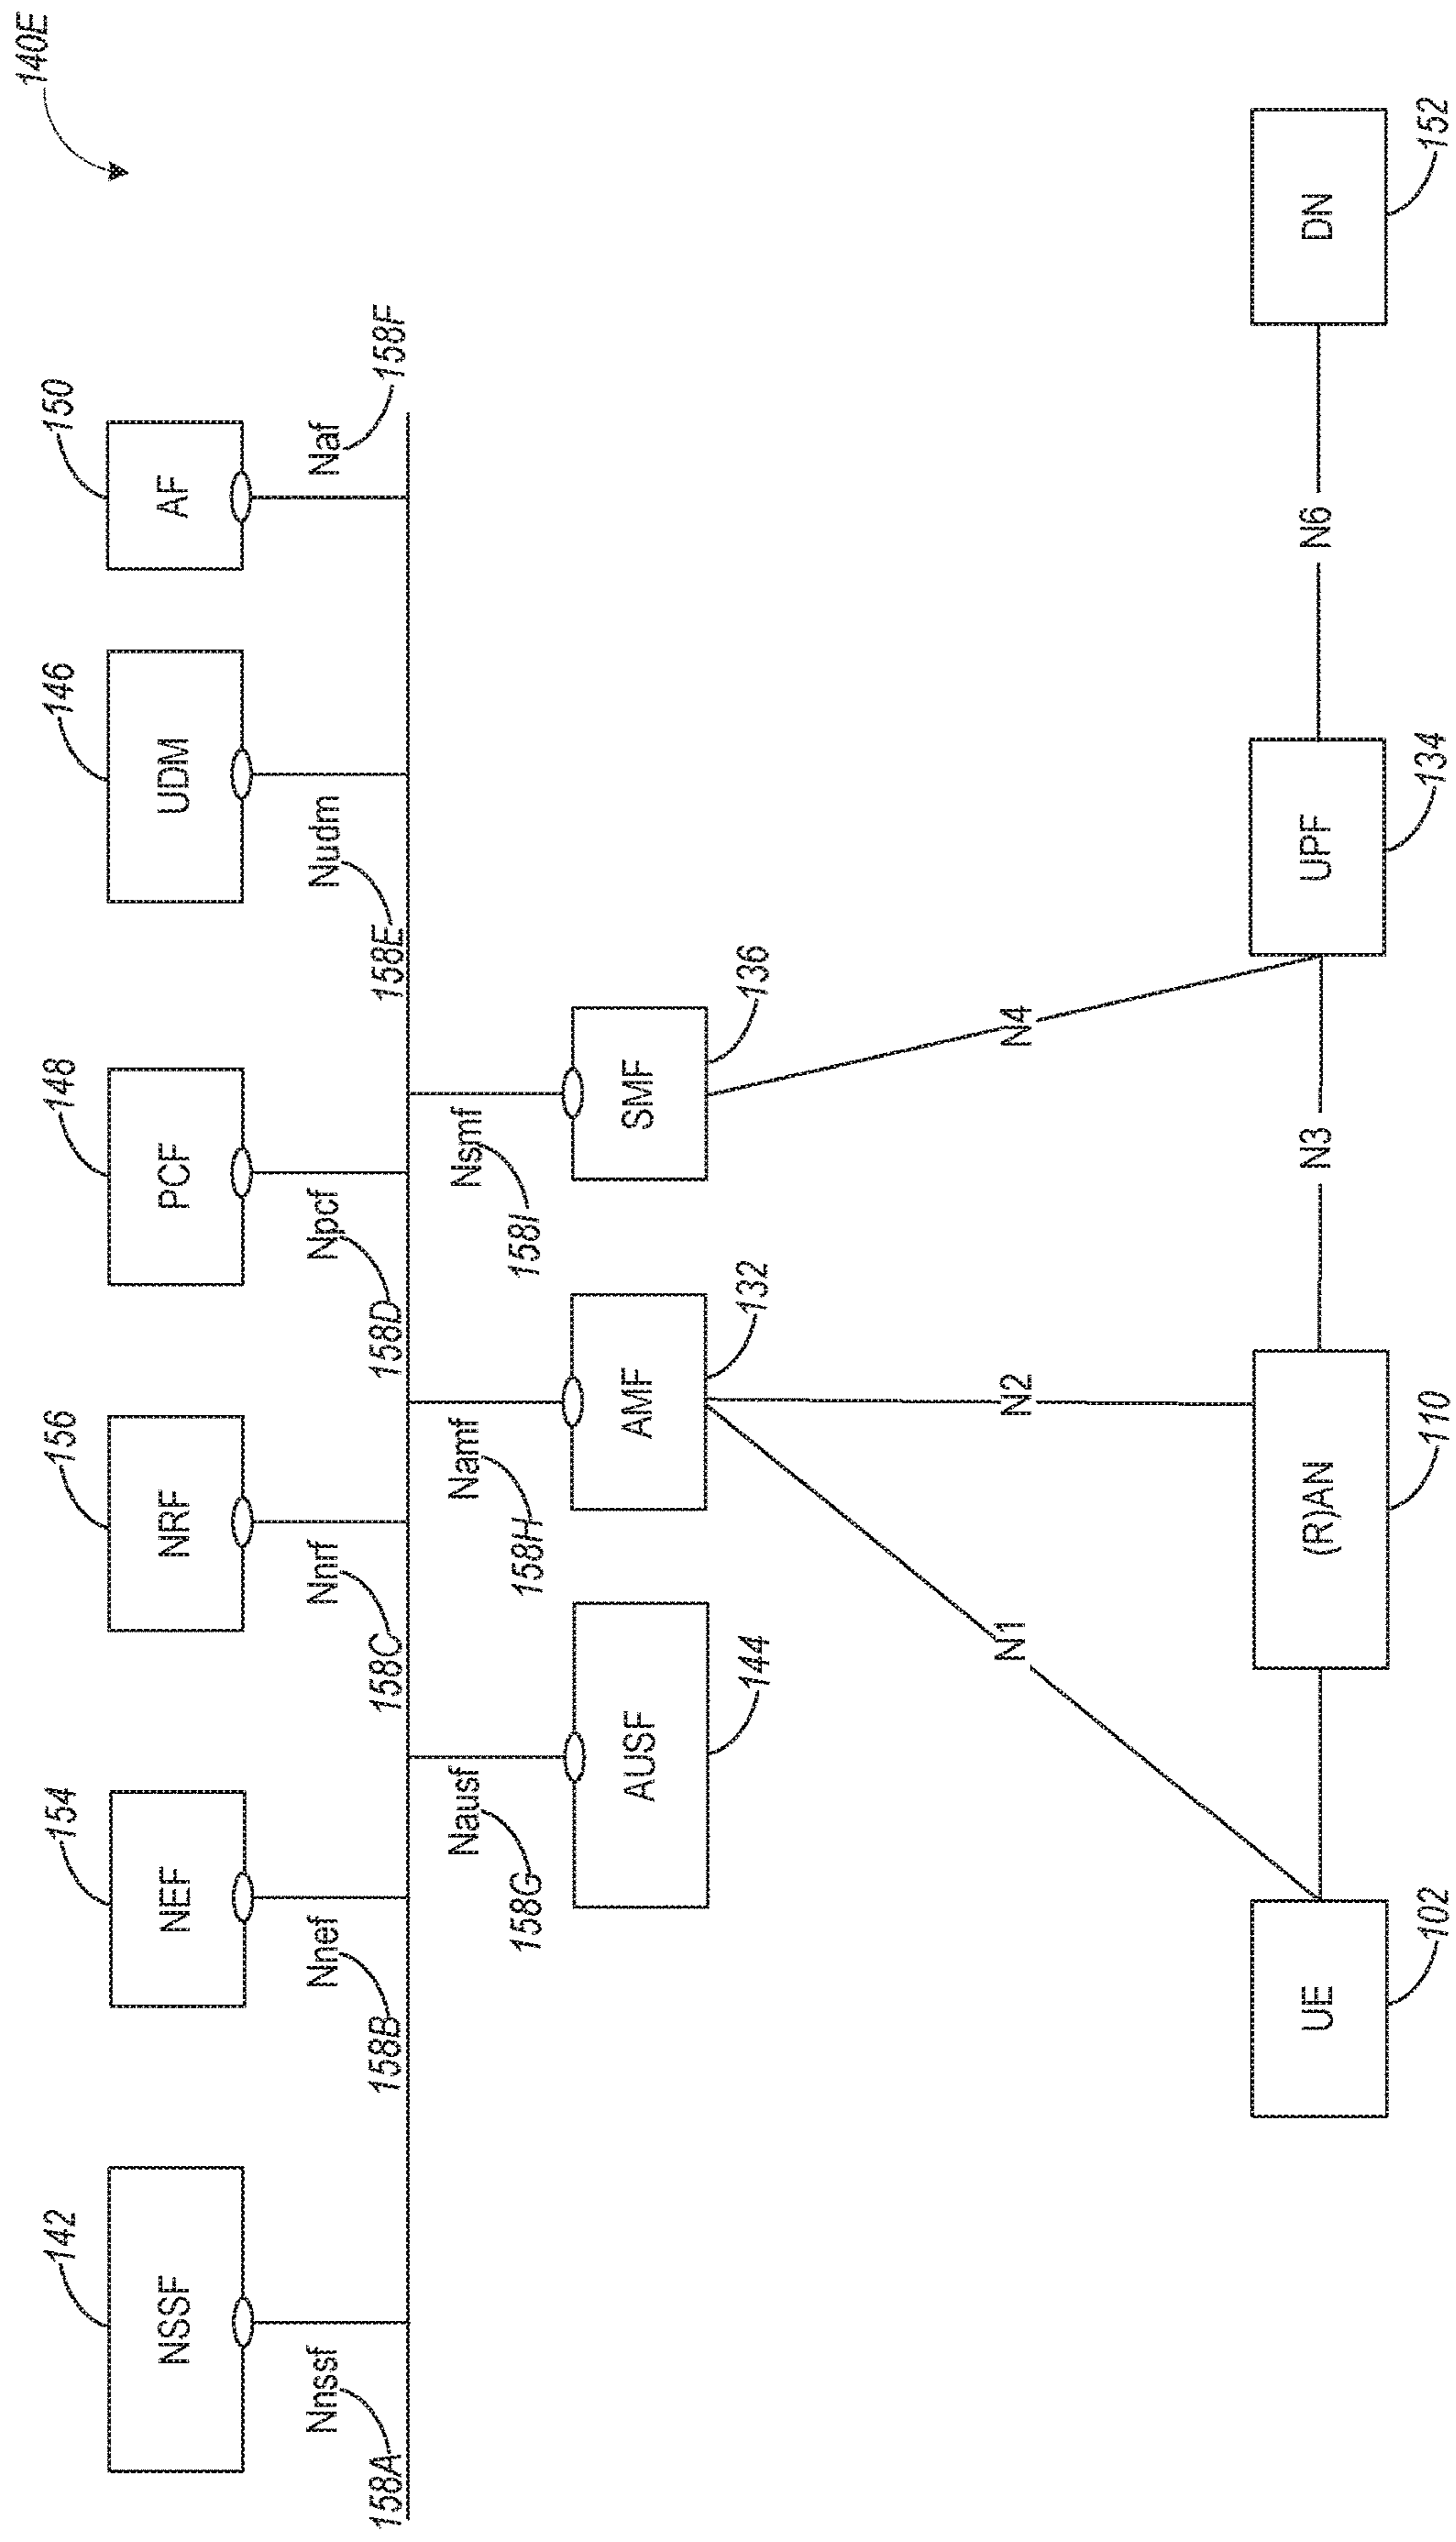 140E
142
154
156
148
146
150
NSSF
NEF
NRF
PCF
UDM
AF
Nnssf
Nnef
Nnrf
Npcf
Nudm
Naf
158A
158B
158C
158D
158E
158F
Nausf
Namf
Nsmf
158G
158H
158I
AUSF
AMF
SMF
144
132
136
N1
N2
N4
UE
(R)AN
N3
UPF
N6
DN
102
110
134
152